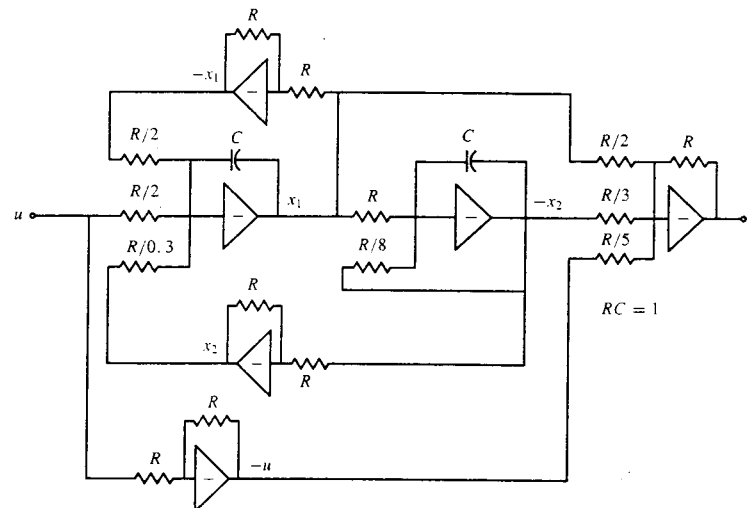 R
−x₁
R
R/2
C
C
R/2
R
R/2
x₁
R
−x₂
R/3
u
R/0.3
R/8
R/5
R
RC = 1
x₂
R
R
R
−u